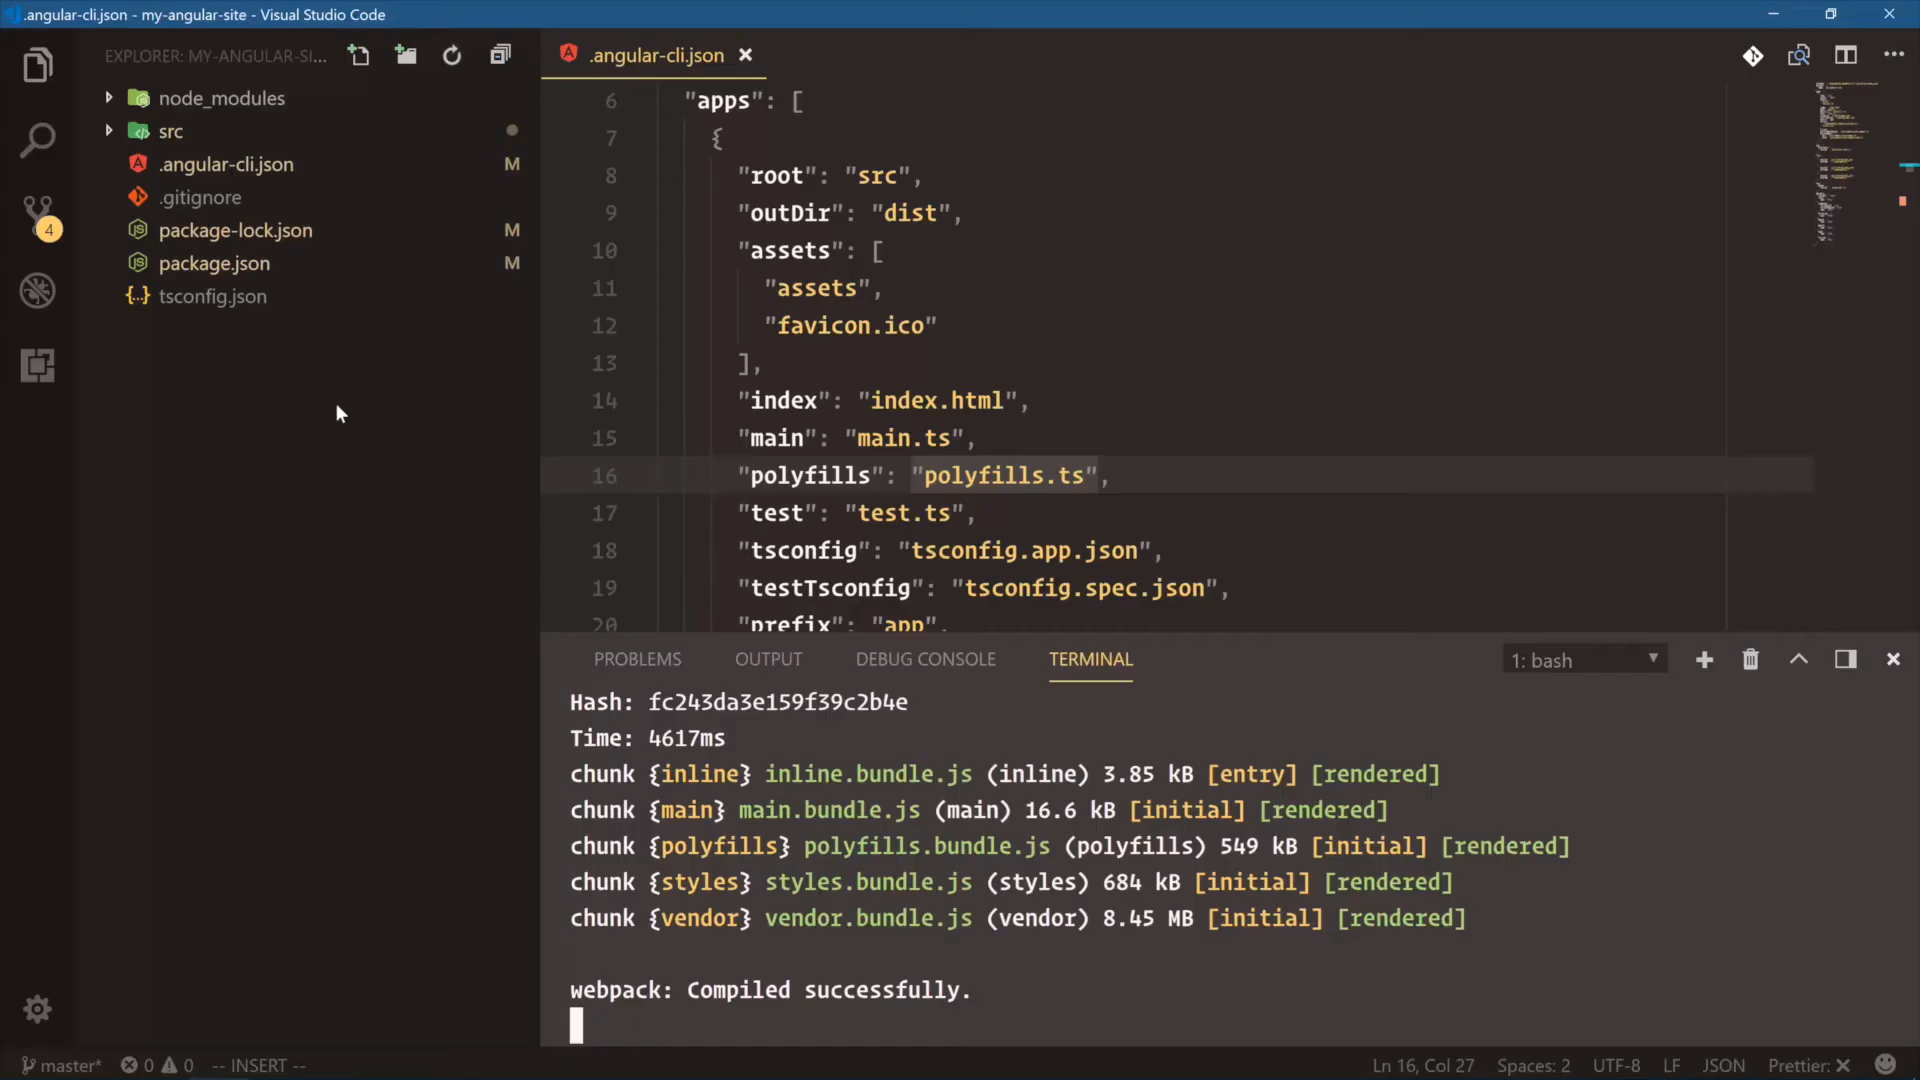 .angular-cli.json - my-angular-site - Visual Studio Code
EXPLORER: MY-ANGULAR-SI...
node_modules
src
.angular-cli.json M
.gitignore
package-lock.json M
package.json M
tsconfig.json
4
.angular-cli.json
6 "apps": [
7 {
8 "root": "src",
9 "outDir": "dist",
10 "assets": [
11 "assets",
12 "favicon.ico"
13 ],
14 "index": "index.html",
15 "main": "main.ts",
16 "polyfills": "polyfills.ts",
17 "test": "test.ts",
18 "tsconfig": "tsconfig.app.json",
19 "testTsconfig": "tsconfig.spec.json",
20 "prefix": "app",
PROBLEMS OUTPUT DEBUG CONSOLE TERMINAL 1: bash
Hash: fc243da3e159f39c2b4e
Time: 4617ms
chunk {inline} inline.bundle.js (inline) 3.85 kB [entry] [rendered]
chunk {main} main.bundle.js (main) 16.6 kB [initial] [rendered]
chunk {polyfills} polyfills.bundle.js (polyfills) 549 kB [initial] [rendered]
chunk {styles} styles.bundle.js (styles) 684 kB [initial] [rendered]
chunk {vendor} vendor.bundle.js (vendor) 8.45 MB [initial] [rendered]
webpack: Compiled successfully.
master* 0 0 -- INSERT -- Ln 16, Col 27 Spaces: 2 UTF-8 LF JSON Prettier: ✕